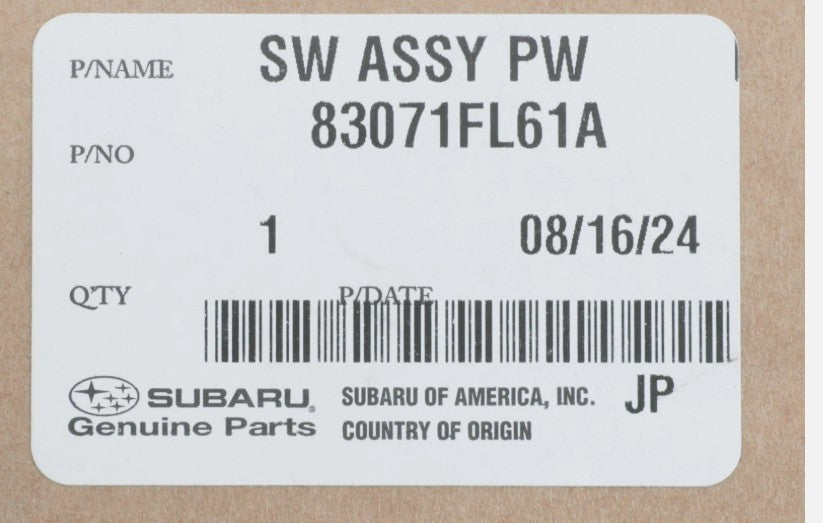 P/NAME SW ASSY PW
P/NO 83071FL61A
1 08/16/24
Q'TY P/DATE
SUBARU® SUBARU OF AMERICA, INC. JP
Genuine Parts COUNTRY OF ORIGIN